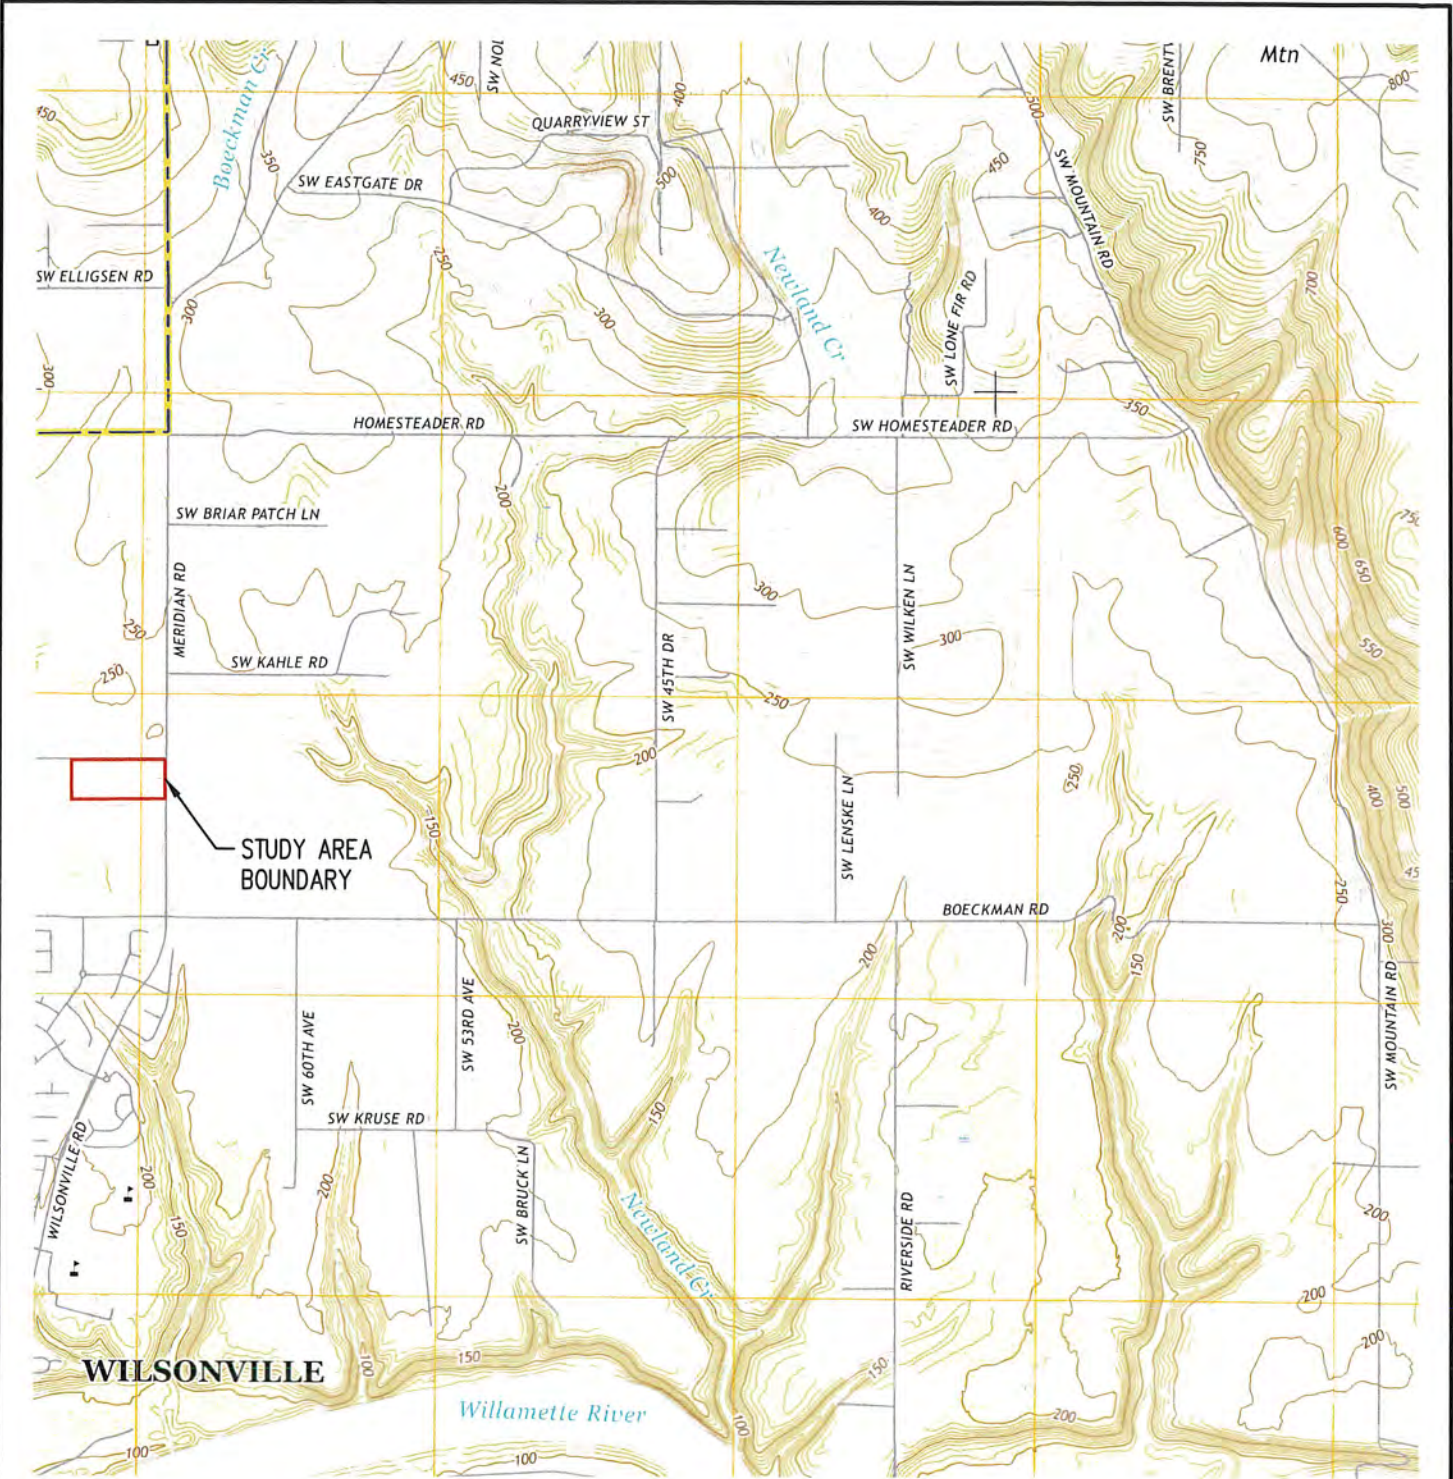 Mtn
SW NOL
450
400
800
450
Boeckman Cr
QUARRYVIEW ST
500
SW BRENT
350
SW EASTGATE DR
500
450
750
SW MOUNTAIN RD
400
SW ELLIGSEN RD
250
Newland Cr
700
300
300
SW LONE FIR RD
300
350
HOMESTEADER RD
SW HOMESTEADER RD
200
SW BRIAR PATCH LN
750
600
650
MERIDIAN RD
300
SW WILKEN LN
250
300
550
SW KAHLE RD
SW 45TH DR
250
250
200
250
400
500
150
SW LENSKE LN
STUDY AREA
BOUNDARY
45
250
BOECKMAN RD
200
300
200
150
SW 53RD AVE
SW MOUNTAIN RD
SW 60TH AVE
200
SW KRUSE RD
150
WILSONVILLE RD
200
200
SW BRUCK LN
Newland Cr
RIVERSIDE RD
200
150
200
200
WILSONVILLE
100
150
150
Willamette River
200
100
100
100